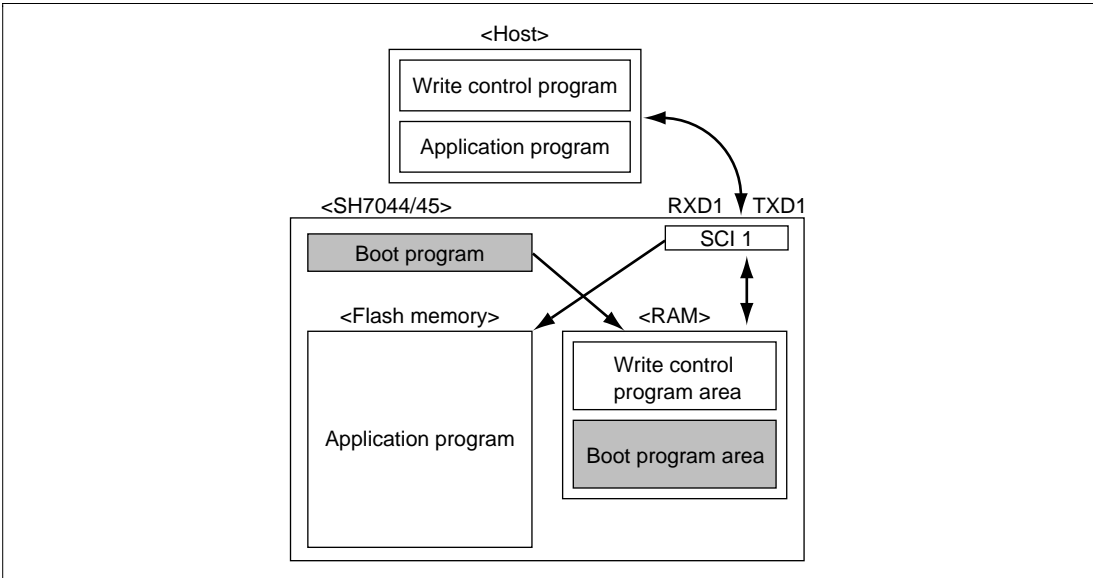 <Host>
Write control program
Application program
<SH7044/45>
RXD1
TXD1
SCI 1
Boot program
<Flash memory>
<RAM>
Write control
program area
Application program
Boot program area